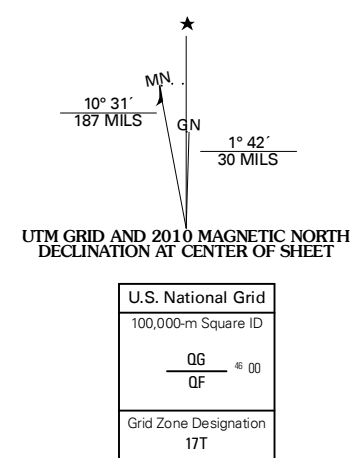 MN
10° 31´
187 MILS
GN
1° 42´
30 MILS
UTM GRID AND 2010 MAGNETIC NORTH
DECLINATION AT CENTER OF SHEET
U.S. National Grid
100,000-m Square ID
QG
46 00
QF
Grid Zone Designation
17T